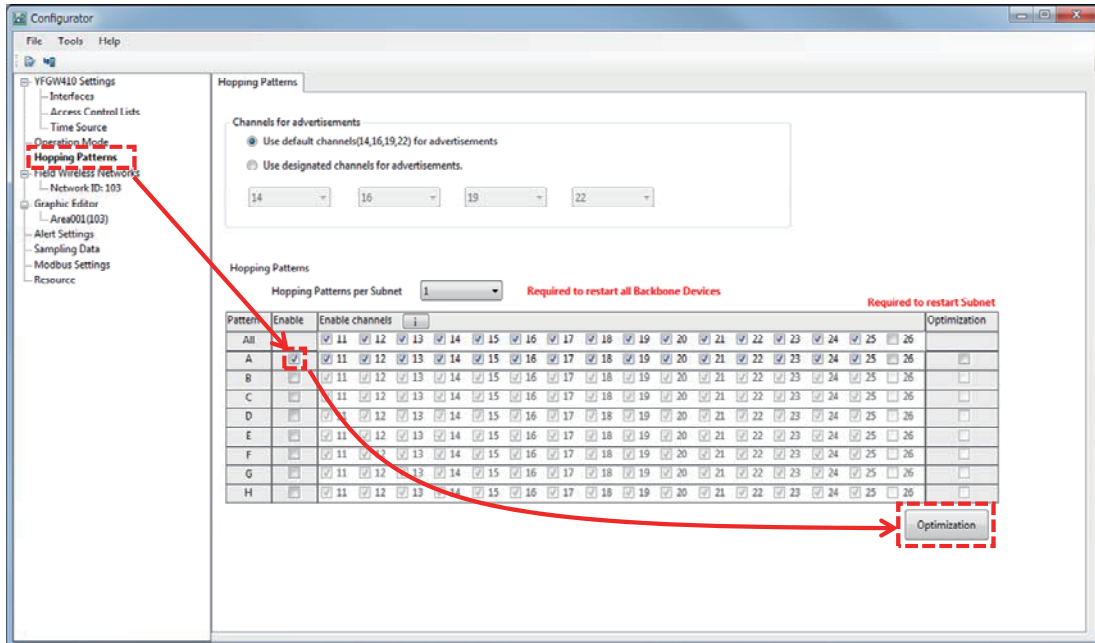 Configurator
File Tools Help
YFGW410 Settings
Interfaces
Access Control Lists
Time Source
Operation Mode
Hopping Patterns
Field Wireless Networks
Network ID: 103
Graphic Editor
Area001(103)
Alert Settings
Sampling Data
Modbus Settings
Resource
Hopping Patterns
Channels for advertisements
Use default channels(14,16,19,22) for advertisements
Use designated channels for advertisements.
14 16 19 22
Hopping Patterns
Hopping Patterns per Subnet 1 Required to restart all Backbone Devices
Required to restart Subnet
Pattern Enable Enable channels i Optimization
All 11 12 13 14 15 16 17 18 19 20 21 22 23 24 25 26
A 11 12 13 14 15 16 17 18 19 20 21 22 23 24 25 26
B 11 12 13 14 15 16 17 18 19 20 21 22 23 24 25 26
C 11 12 13 14 15 16 17 18 19 20 21 22 23 24 25 26
D 11 12 13 14 15 16 17 18 19 20 21 22 23 24 25 26
E 11 12 13 14 15 16 17 18 19 20 21 22 23 24 25 26
F 11 12 13 14 15 16 17 18 19 20 21 22 23 24 25 26
G 11 12 13 14 15 16 17 18 19 20 21 22 23 24 25 26
H 11 12 13 14 15 16 17 18 19 20 21 22 23 24 25 26
Optimization